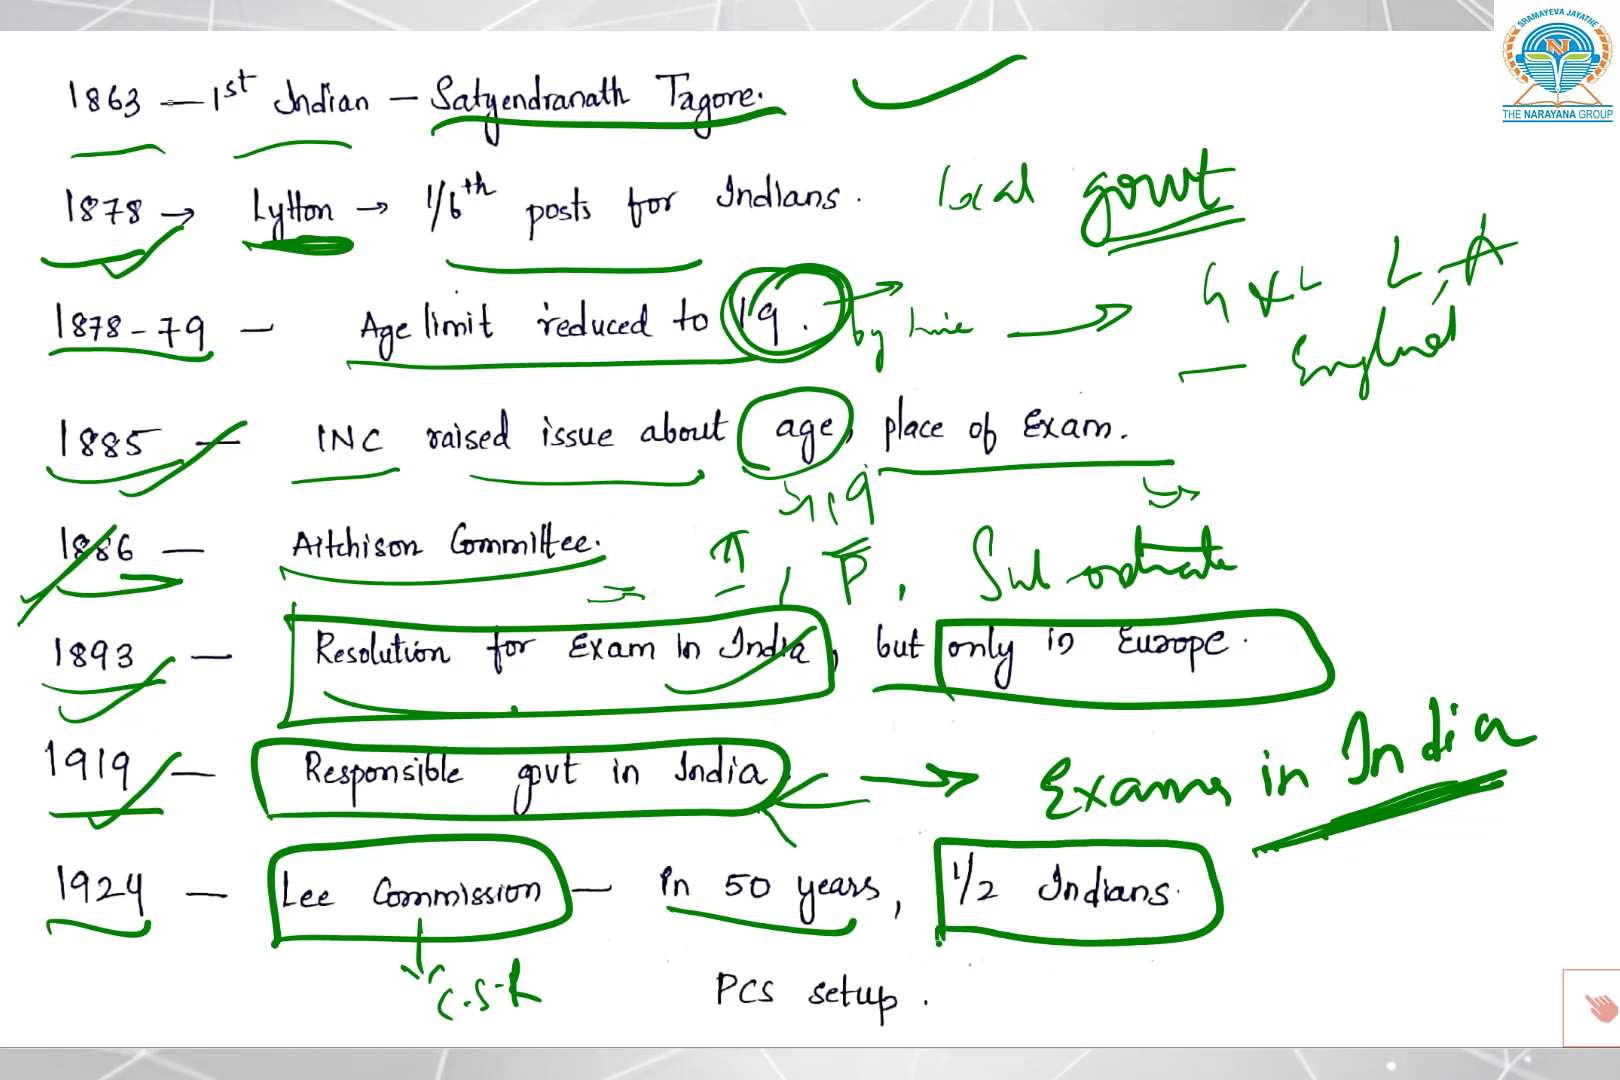 SRAMAYEVA JAYATHE
N
THE NARAYANA GROUP
1863 — 1st Indian – Satyendranath Tagore.
1878 → Lytton → 1/6th posts for Indians. local govt
1878-79 — Age limit reduced to 19.
England
1885 — INC raised issue about age, place of Exam.
19
1886 — Aitchison Committee. I, P, Subordinate
1893 — Resolution for Exam in India, but only in Europe.
1919 — Responsible govt in India → Exams in India
1924 — Lee Commission — in 50 years, 1/2 Indians.
C.S.R
PCS setup.